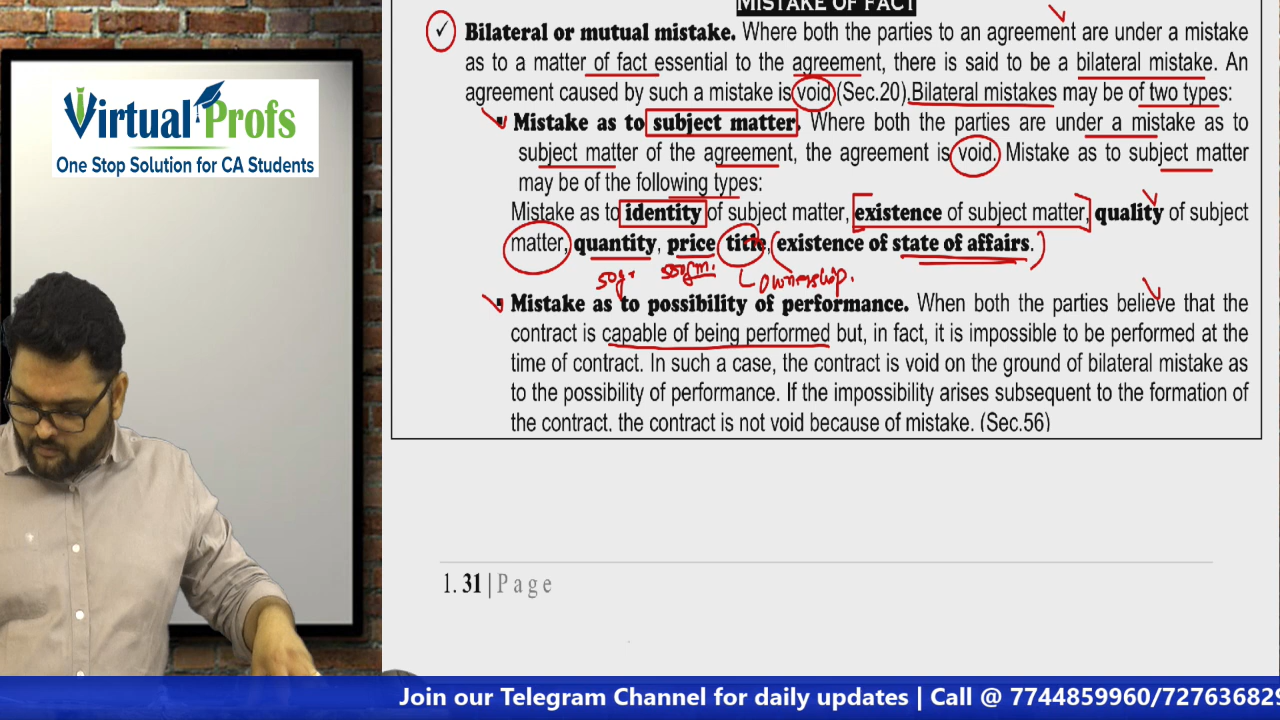 MISTAKE OF FACT
✓ Bilateral or mutual mistake. Where both the parties to an agreement are under a mistake
as to a matter of fact essential to the agreement, there is said to be a bilateral mistake. An
agreement caused by such a mistake is void (Sec.20). Bilateral mistakes may be of two types:
Virtual Profs
One Stop Solution for CA Students
▪ Mistake as to subject matter. Where both the parties are under a mistake as to
subject matter of the agreement, the agreement is void. Mistake as to subject matter
may be of the following types:
Mistake as to identity of subject matter, existence of subject matter, quality of subject
matter, quantity, price title, existence of state of affairs.
ownership.
▪ Mistake as to possibility of performance. When both the parties believe that the
contract is capable of being performed but, in fact, it is impossible to be performed at the
time of contract. In such a case, the contract is void on the ground of bilateral mistake as
to the possibility of performance. If the impossibility arises subsequent to the formation of
the contract, the contract is not void because of mistake. (Sec.56)
1. 31 | P a g e
Join our Telegram Channel for daily updates | Call @ 7744859960/727636829